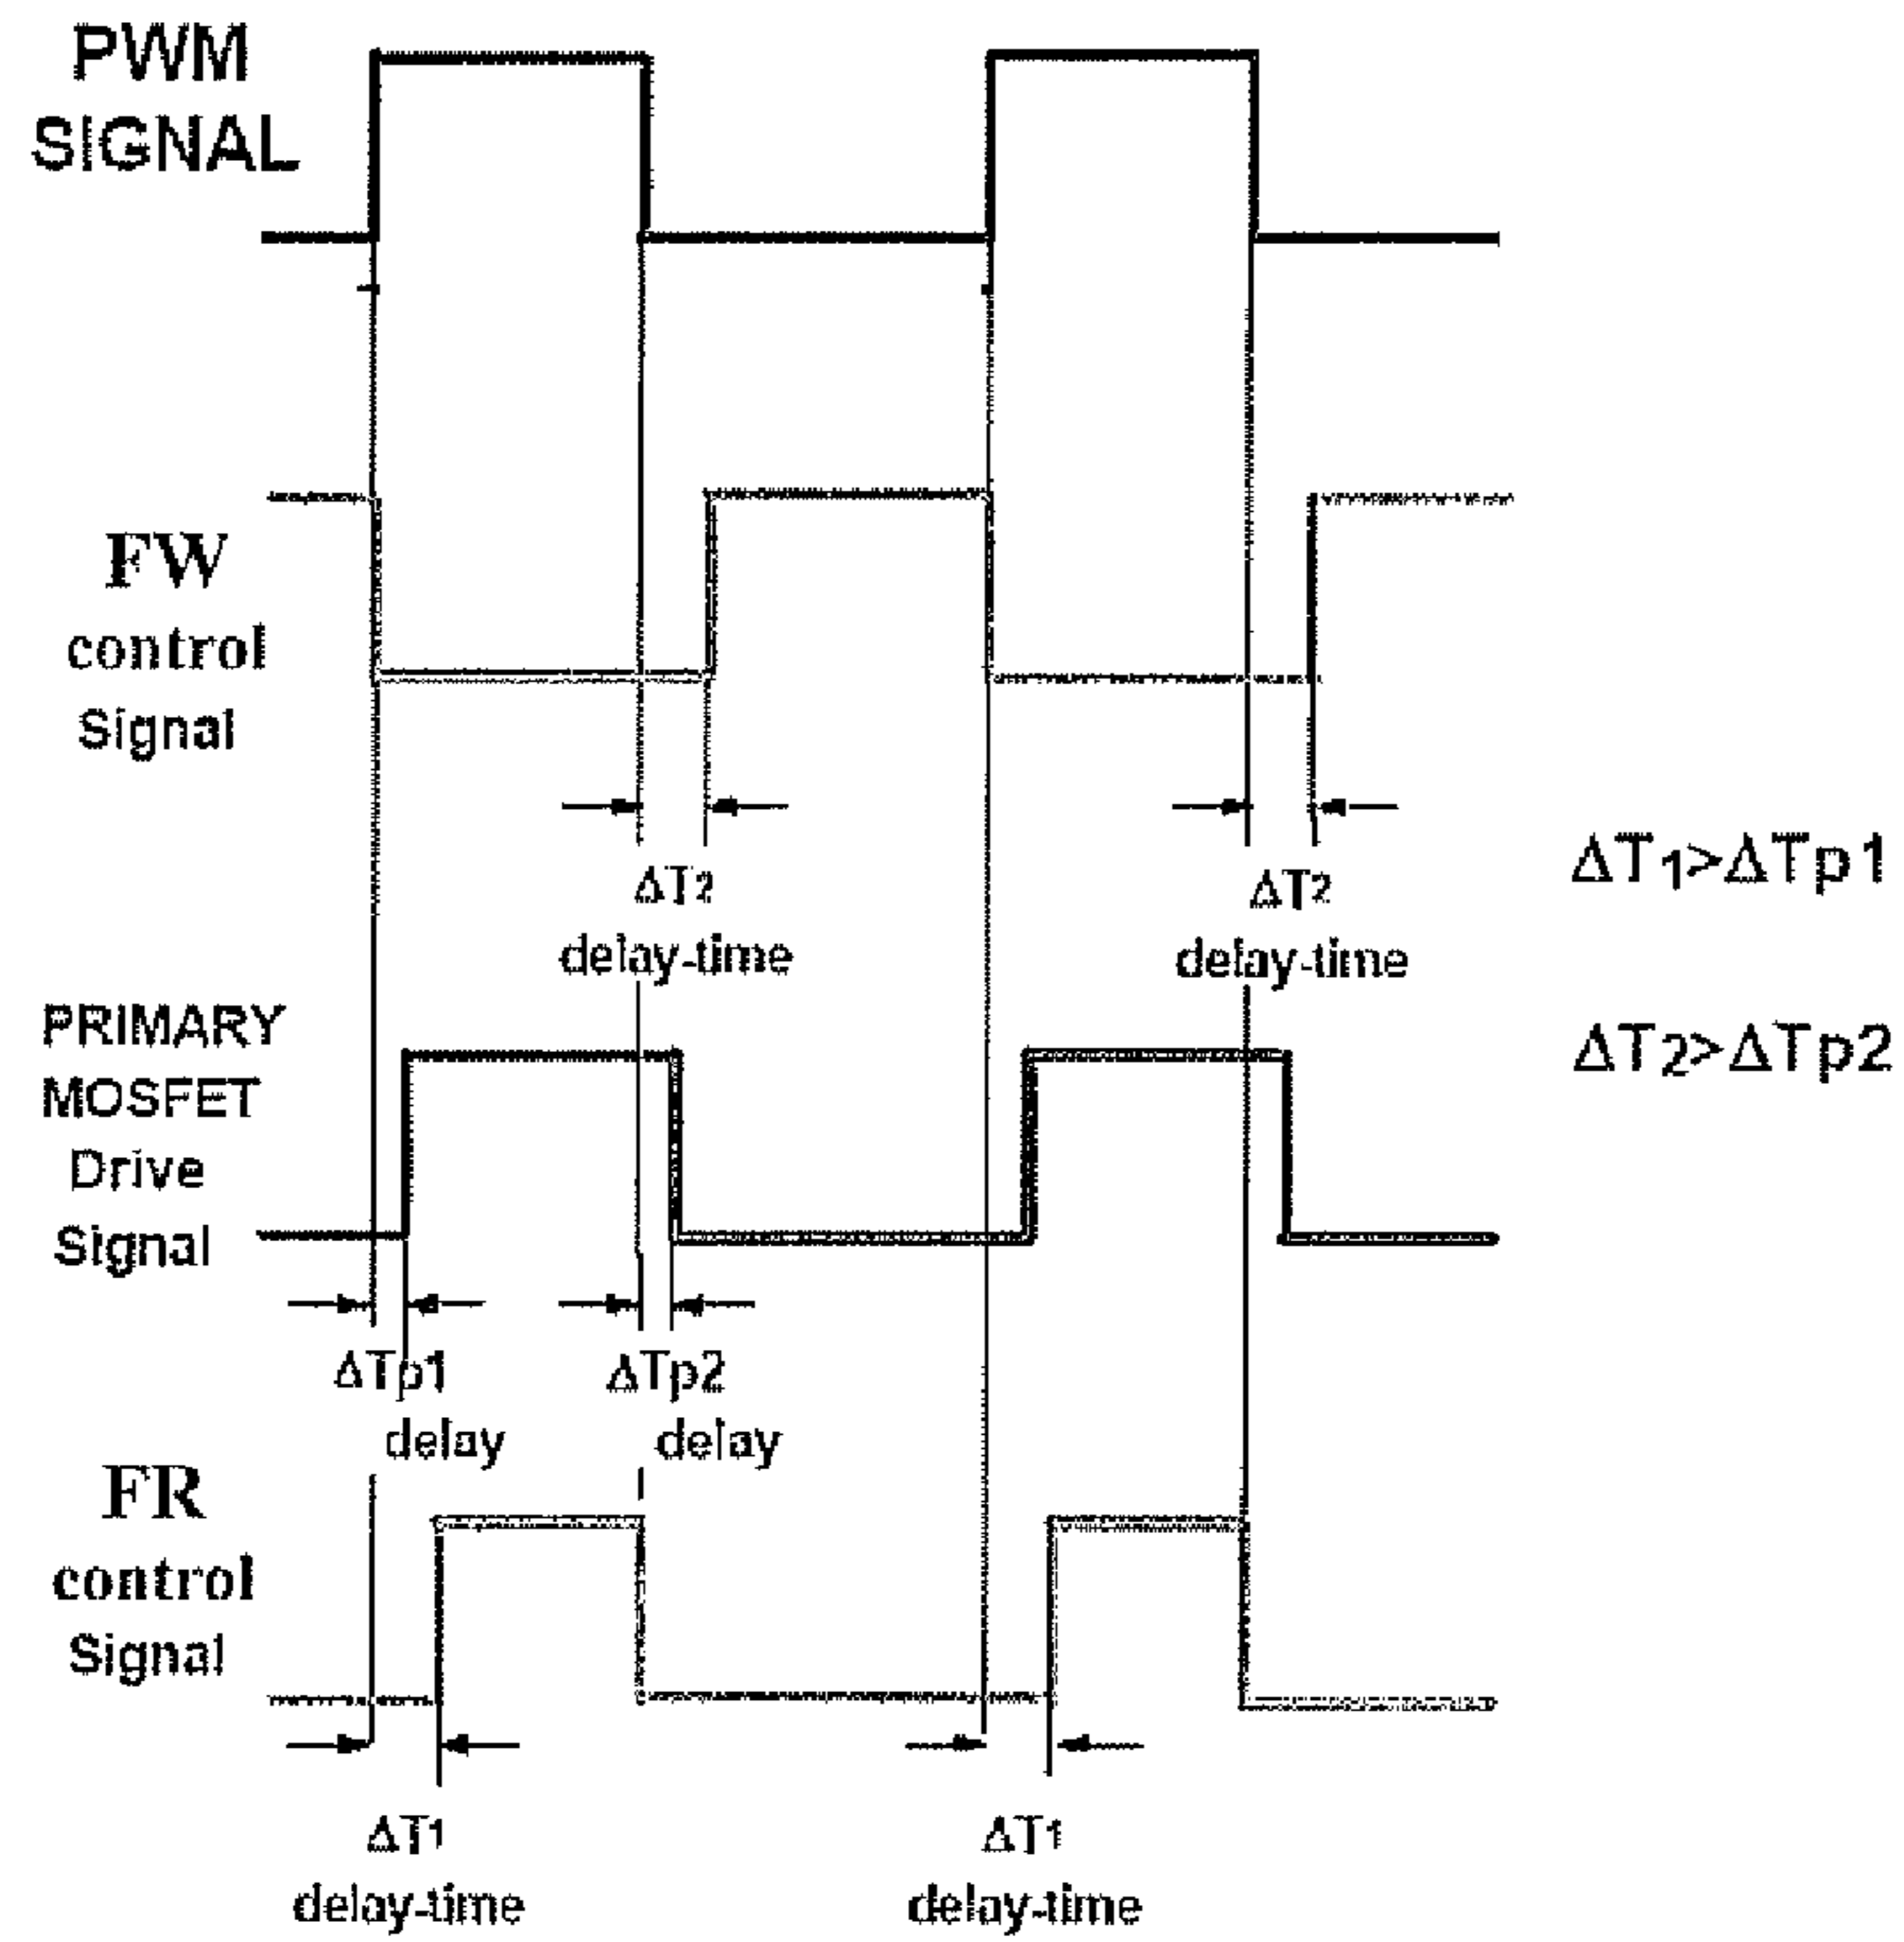 PWM
SIGNAL
FW
control
Signal
ΔT2
delay-time
ΔT2
delay-time
ΔT1>ΔTp1
ΔT2>ΔTp2
PRIMARY
MOSFET
Drive
Signal
ΔTp1
delay
ΔTp2
delay
FR
control
Signal
ΔT1
delay-time
ΔT1
delay-time